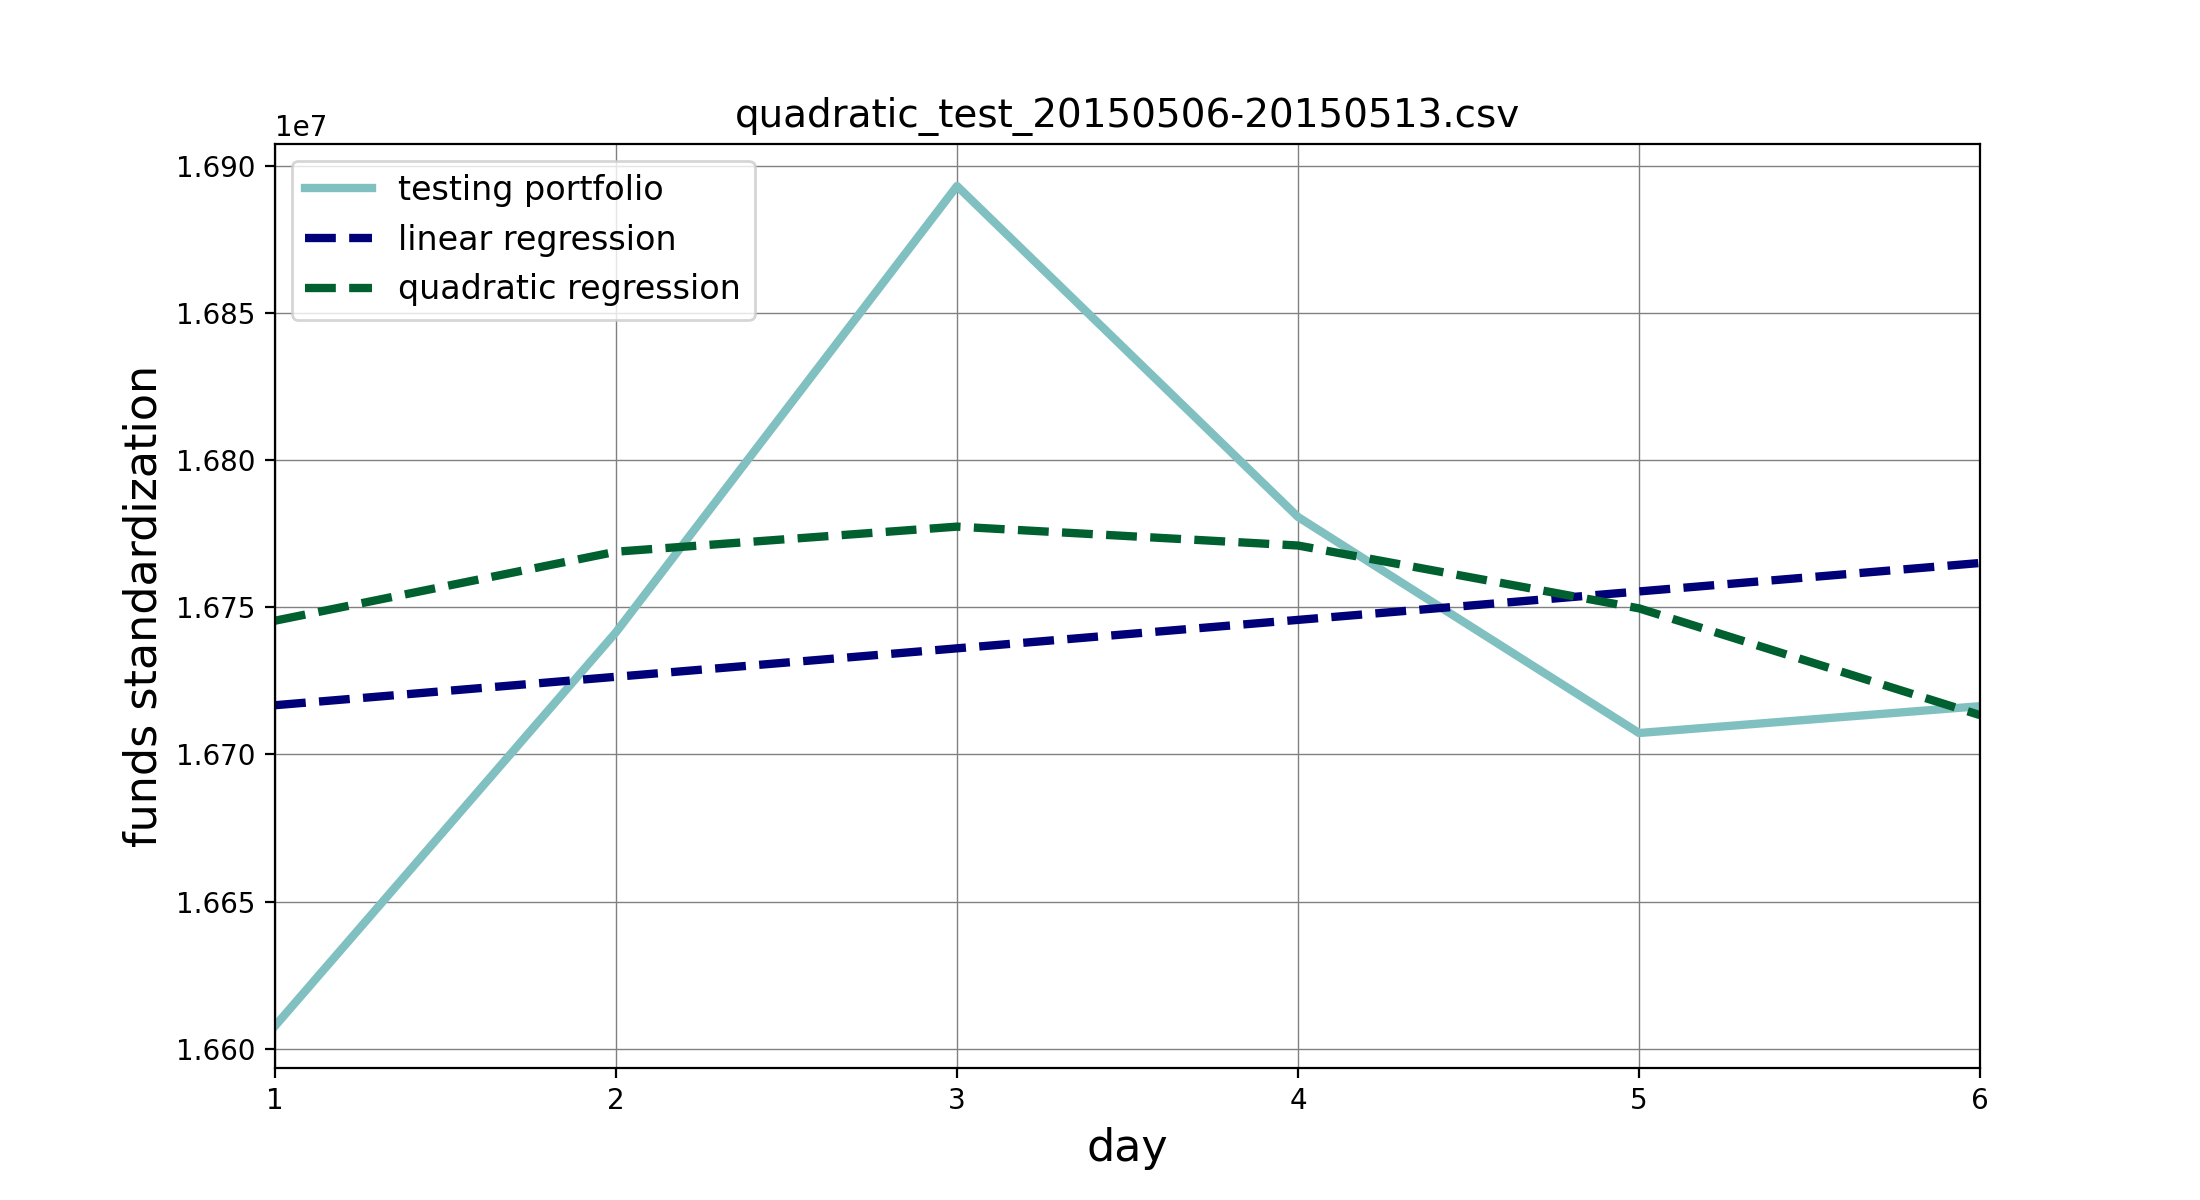 quadratic_test_20150506-20150513.csv
1e7
1.690
1.685
1.680
1.675
1.670
1.665
1.660
funds standardization
testing portfolio
linear regression
quadratic regression
1 2 3 4 5 6
day